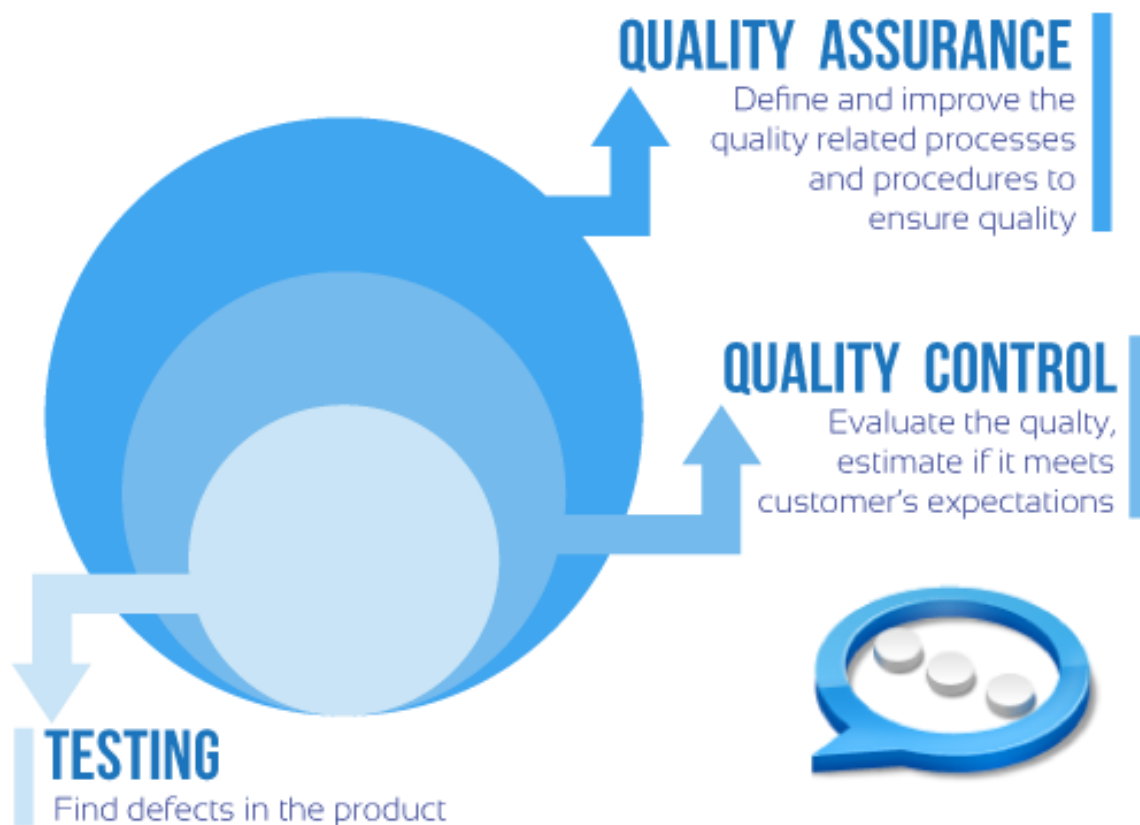 QUALITY ASSURANCE
Define and improve the
quality related processes
and procedures to
ensure quality
QUALITY CONTROL
Evaluate the qualty,
estimate if it meets
customer's expectations
TESTING
Find defects in the product